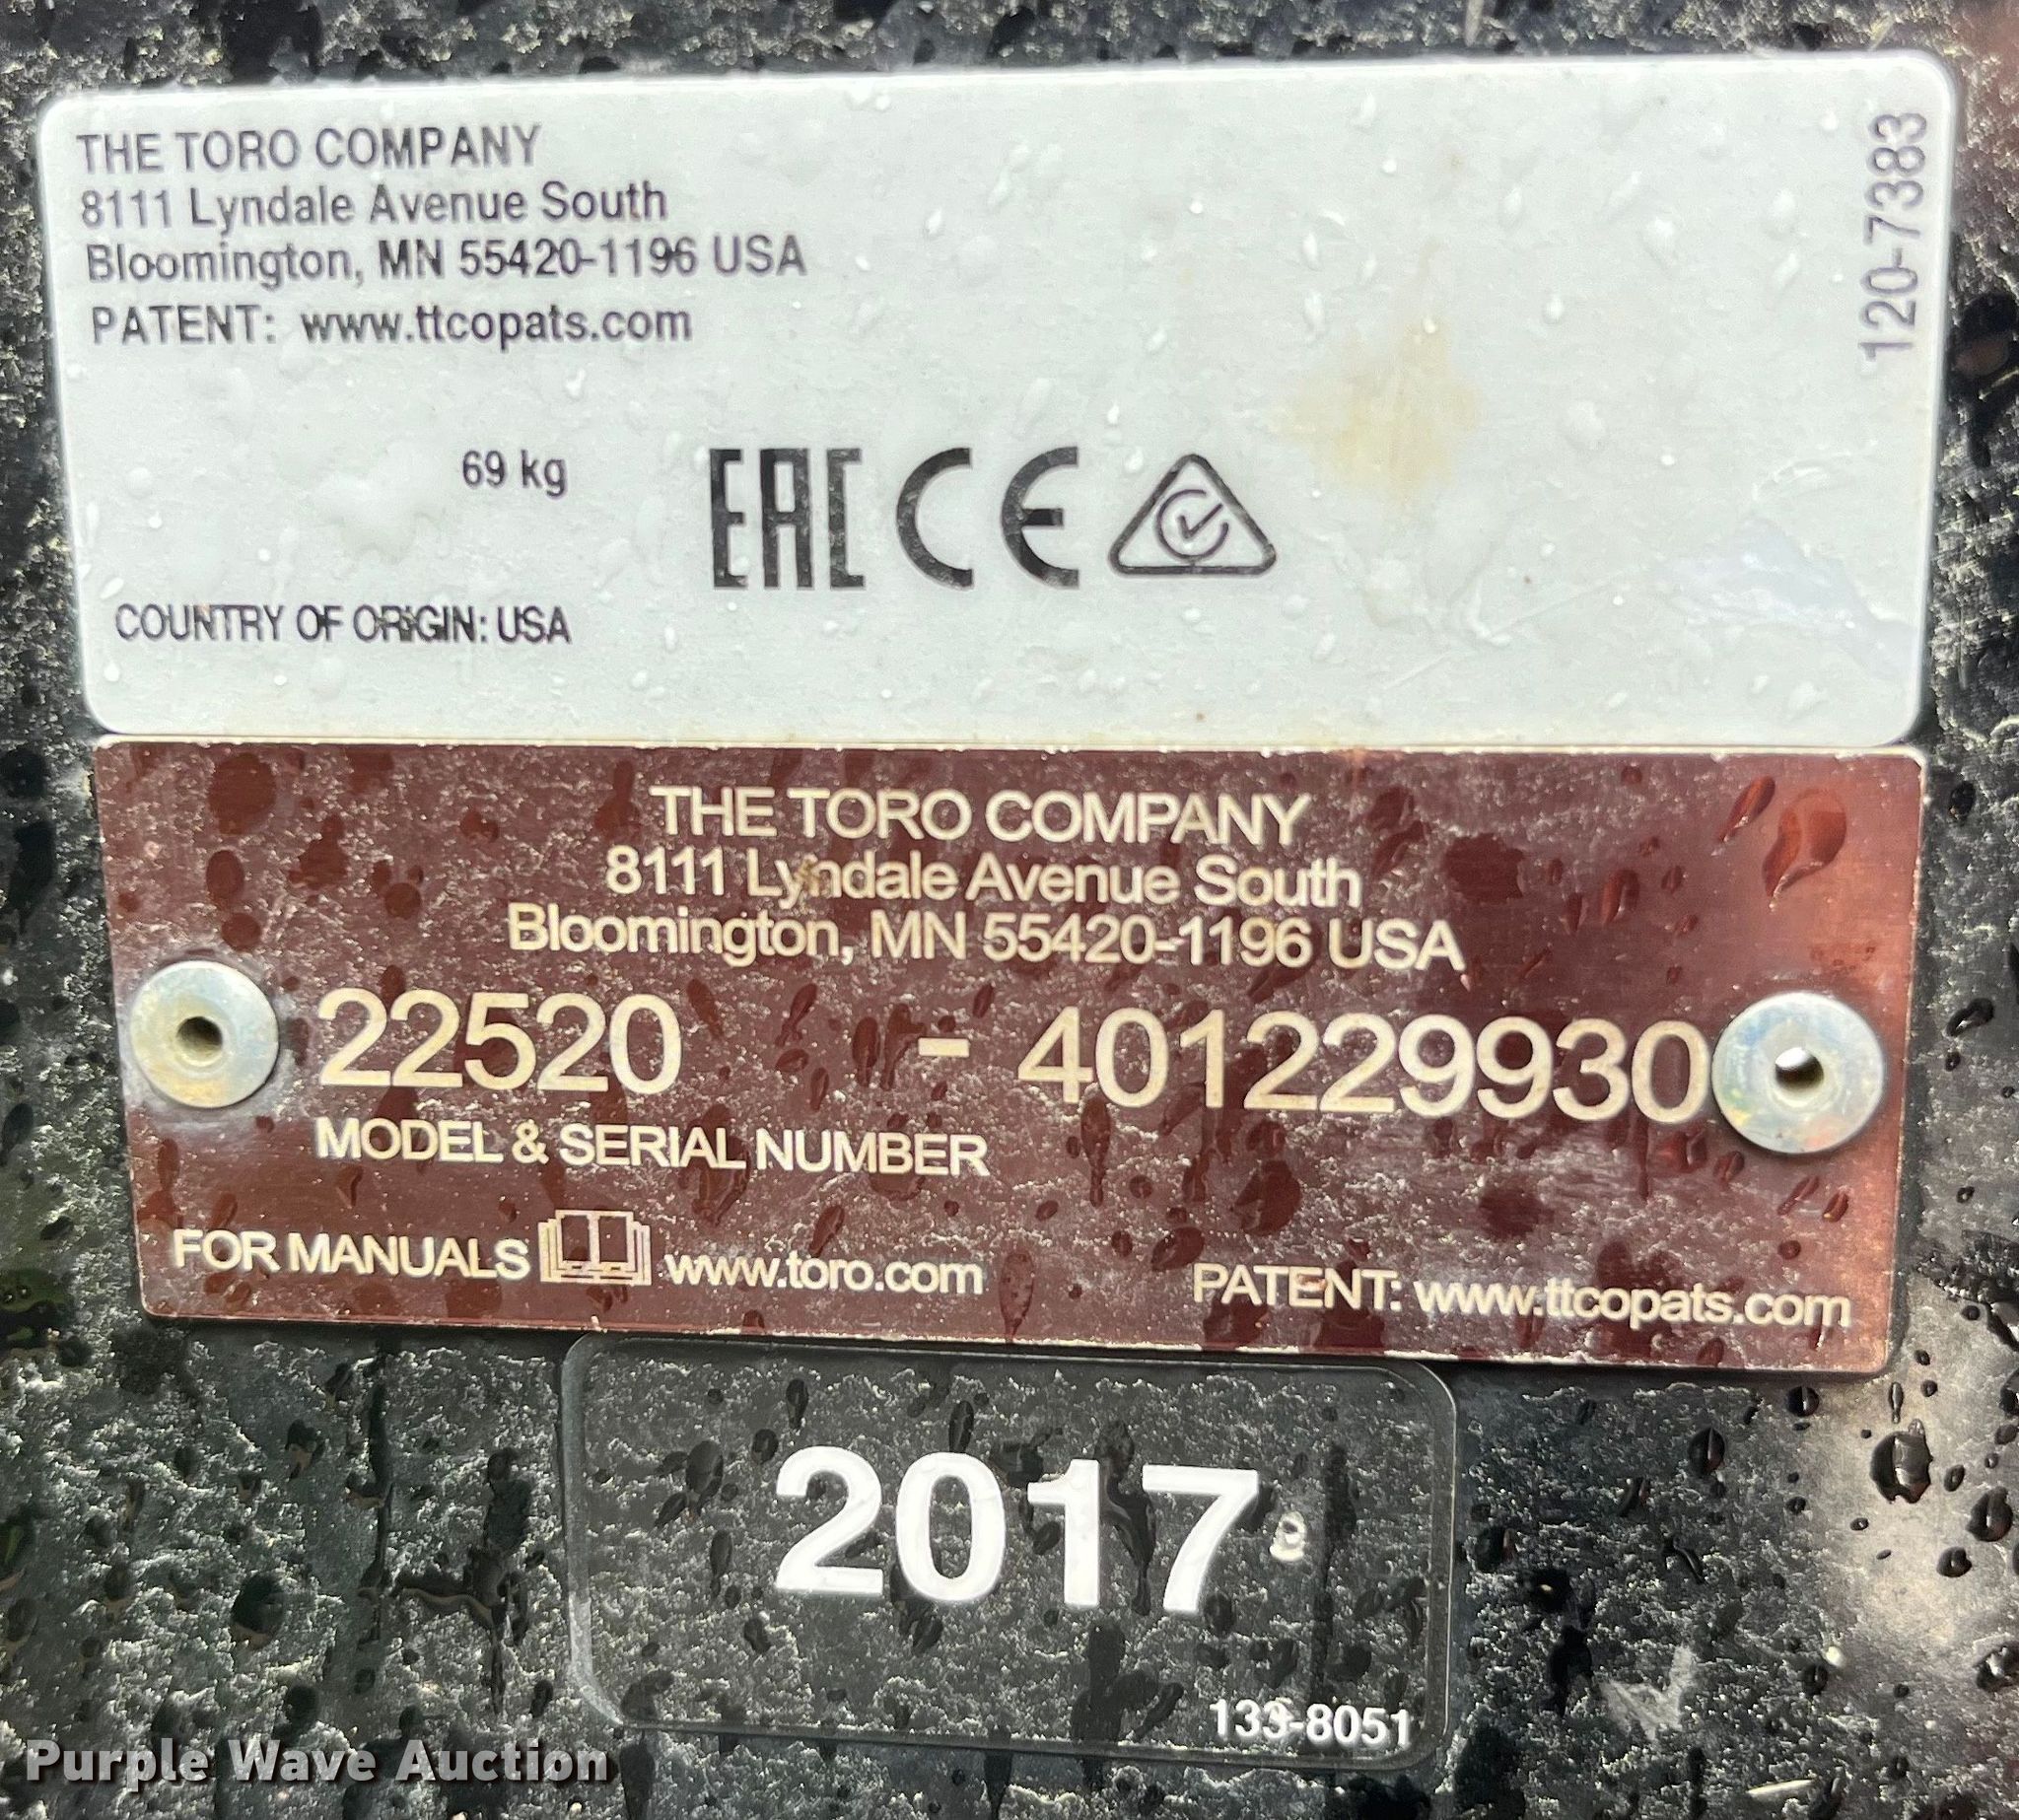 THE TORO COMPANY
8111 Lyndale Avenue South
Bloomington, MN 55420-1196 USA
PATENT: www.ttcopats.com
120-7383
69 kg
EAC CE
COUNTRY OF ORIGIN: USA
THE TORO COMPANY
8111 Lyndale Avenue South
Bloomington, MN 55420-1196 USA
22520 - 401229930
MODEL & SERIAL NUMBER
FOR MANUALS www.toro.com
PATENT: www.ttcopats.com
2017
133-8051
Purple Wave Auction